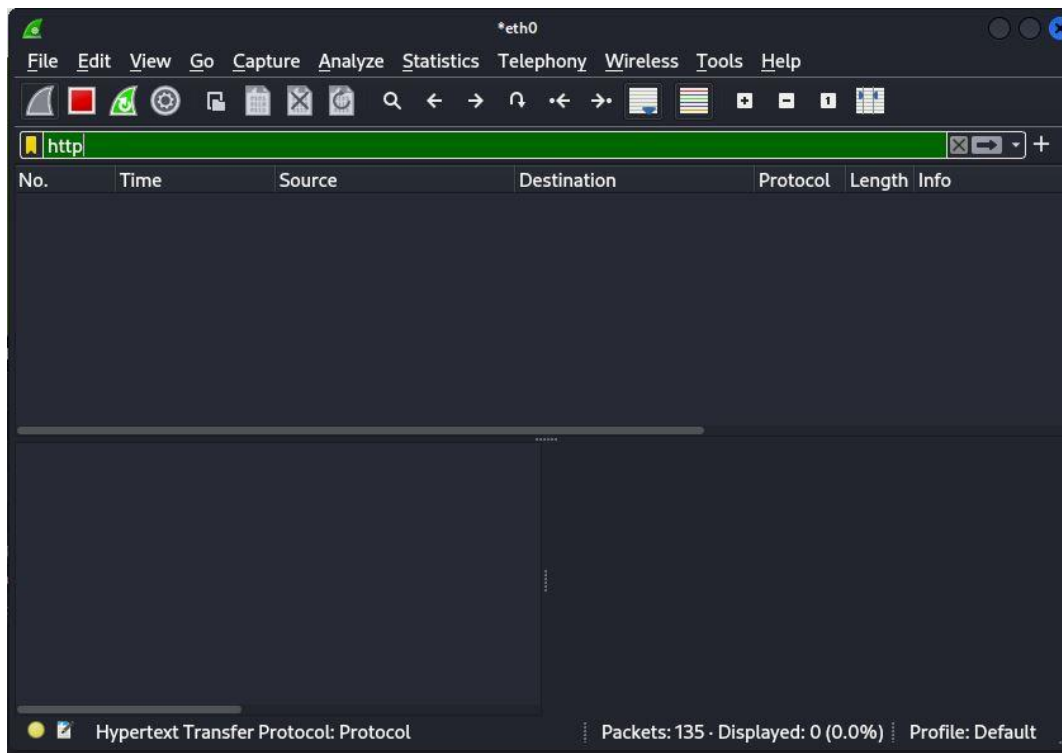 *eth0
File Edit View Go Capture Analyze Statistics Telephony Wireless Tools Help
http
No. Time Source Destination Protocol Length Info
Hypertext Transfer Protocol: Protocol Packets: 135 · Displayed: 0 (0.0%) Profile: Default